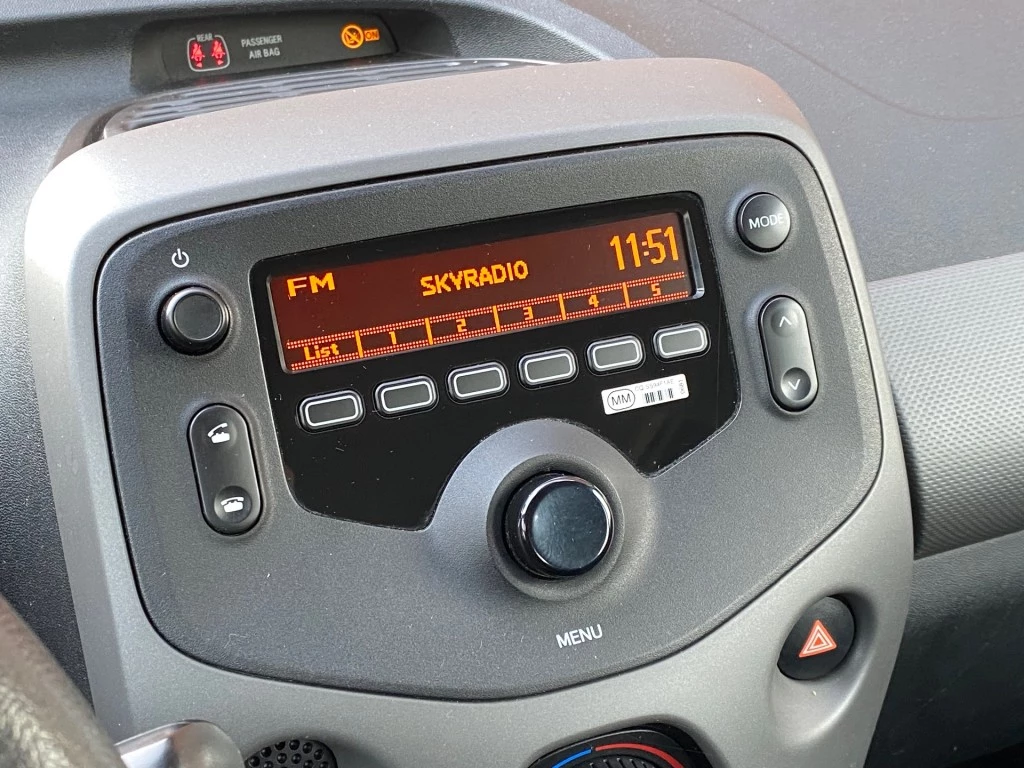 REAR
PASSENGER
AIR BAG
ON
MODE
FM
SKYRADIO
11:51
List 1 2 3 4 5
MM
MENU